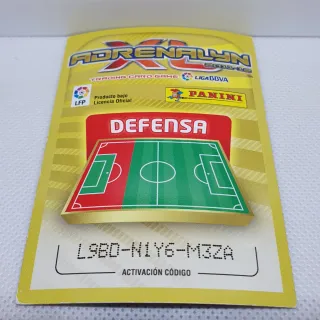 ADRENALYN
XL
TRADING CARD GAME
Liga BBVA
LFP
Producto bajo
Licencia Oficial
PANINI
DEFENSA
L9BD-N1Y6-M3ZA
ACTIVACIÓN CÓDIGO